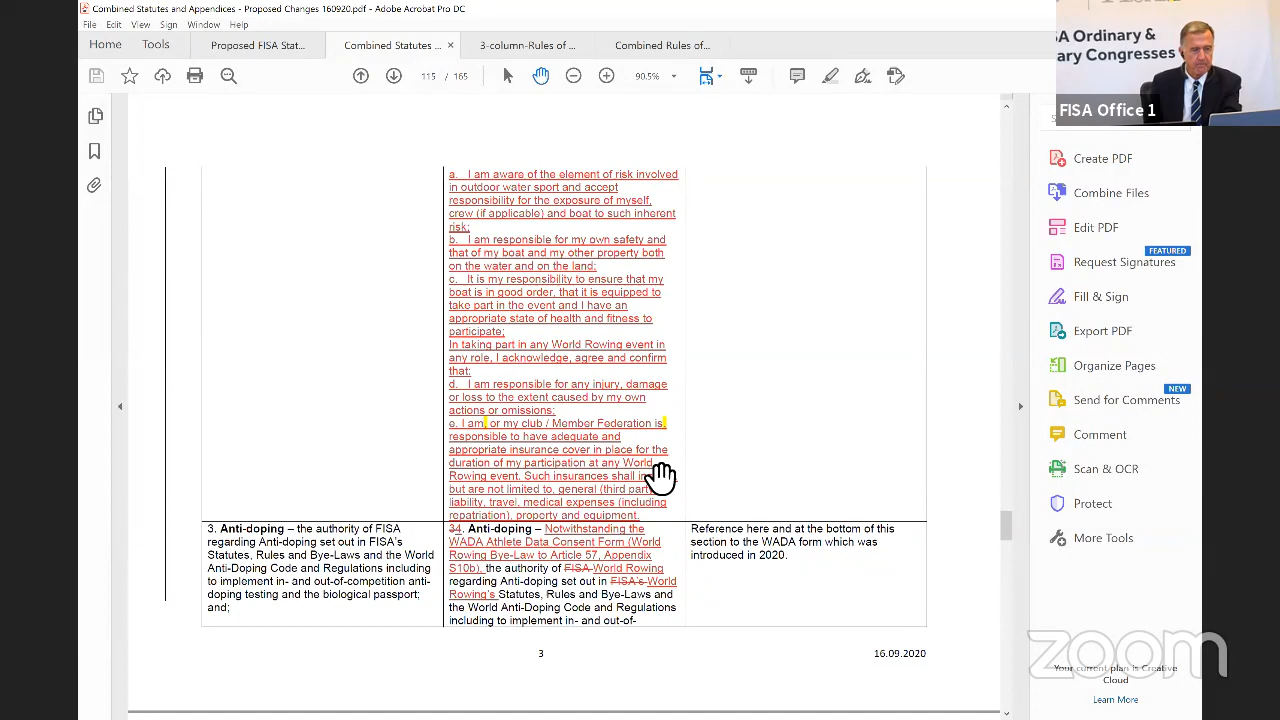 Combined Statutes and Appendices - Proposed Changes 160920.pdf - Adobe Acrobat Pro DC
File Edit View Sign Window Help
Home Tools Proposed FISA Stat... Combined Statutes ... × 3-column-Rules of ... Combined Rules of...
115 / 165 90.5%
SA Ordinary &
ary Congresses
FISA Office 1
a. I am aware of the element of risk involved
in outdoor water sport and accept
responsibility for the exposure of myself,
crew (if applicable) and boat to such inherent
risk;
b. I am responsible for my own safety and
that of my boat and my other property both
on the water and on the land;
c. It is my responsibility to ensure that my
boat is in good order, that it is equipped to
take part in the event and I have an
appropriate state of health and fitness to
participate;
In taking part in any World Rowing event in
any role, I acknowledge, agree and confirm
that:
d. I am responsible for any injury, damage
or loss to the extent caused by my own
actions or omissions;
e. I am, or my club / Member Federation is,
responsible to have adequate and
appropriate insurance cover in place for the
duration of my participation at any World
Rowing event. Such insurances shall
but are not limited to, general (third
liability, travel, medical expenses (including
repatriation), property and equipment.
3. Anti-doping – the authority of FISA
regarding Anti-doping set out in FISA's
Statutes, Rules and Bye-Laws and the World
Anti-Doping Code and Regulations including
to implement in- and out-of-competition anti-
doping testing and the biological passport;
and;
34. Anti-doping – Notwithstanding the
WADA Athlete Data Consent Form (World
Rowing Bye-Law to Article 57, Appendix
S10b), the authority of FISA World Rowing
regarding Anti-doping set out in FISA's World
Rowing's Statutes, Rules and Bye-Laws and
the World Anti-Doping Code and Regulations
including to implement in- and out-of-
Reference here and at the bottom of this
section to the WADA form which was
introduced in 2020.
3
16.09.2020
Create PDF
Combine Files
Edit PDF
FEATURED
Request Signatures
Fill & Sign
Export PDF
Organize Pages
NEW
Send for Comments
Comment
Scan & OCR
Protect
More Tools
Your current plan is Creative
Cloud
Learn More
zoom